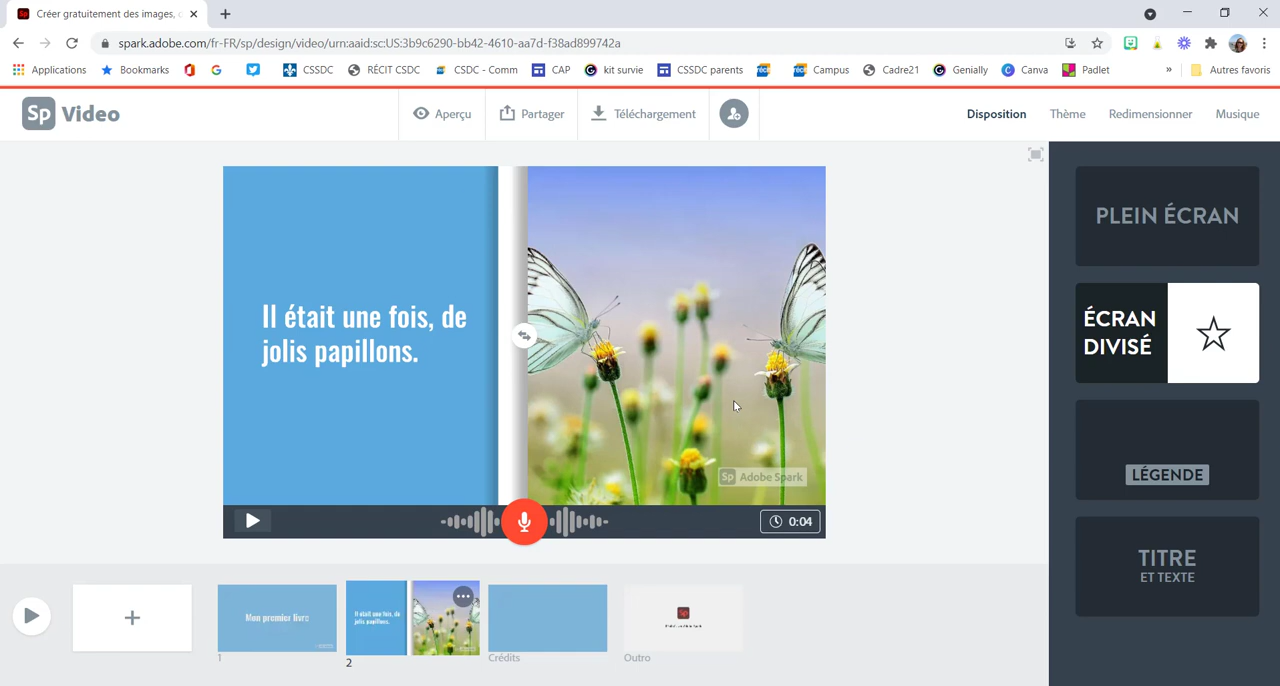 Créer gratuitement des images, 
spark.adobe.com/fr-FR/sp/design/video/urn:aaid:sc:US:3b9c6290-bb42-4610-aa7d-f38ad899742a
Applications Bookmarks CSSDC RÉCIT CSDC CSDC - Comm CAP kit survie CSSDC parents Campus Cadre21 Genially Canva Padlet » Autres favoris
Sp Video Aperçu Partager Téléchargement Disposition Thème Redimensionner Musique
PLEIN ÉCRAN
Il était une fois, de
jolis papillons.
ÉCRAN
DIVISÉ
LÉGENDE
Sp Adobe Spark
0:04
TITRE
ET TEXTE
Mon premier livre
Il était une fois, de
jolis papillons.
Sp
1
2
Crédits
Outro